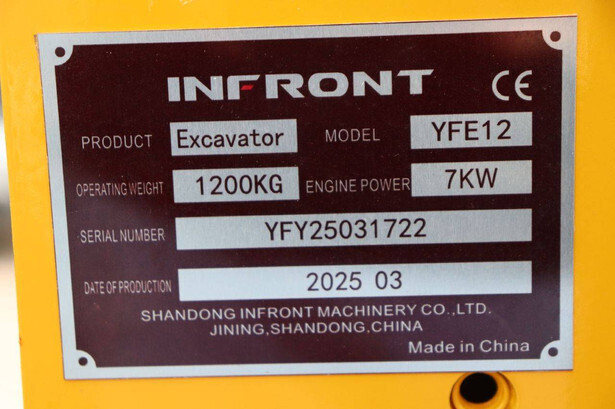 INFRONT CE
PRODUCT Excavator MODEL YFE12
OPERATING WEIGHT 1200KG ENGINE POWER 7KW
SERIAL NUMBER YFY25031722
DATE OF PRODUCTION 2025 03
SHANDONG INFRONT MACHINERY CO.,LTD.
JINING,SHANDONG,CHINA
Made in China